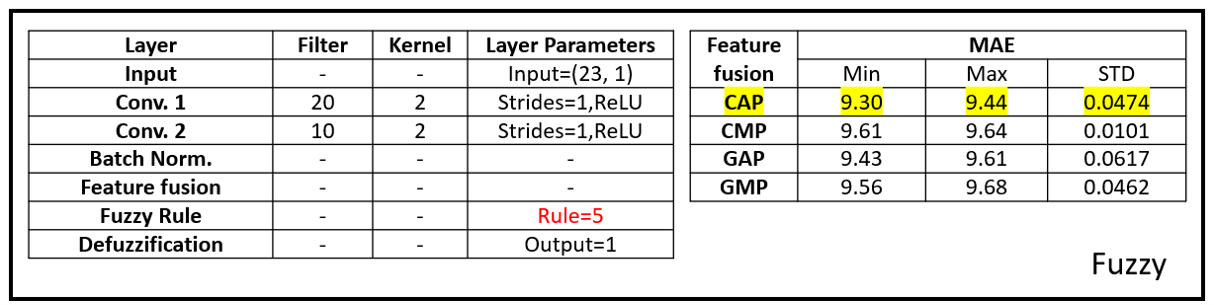 Layer Filter Kernel Layer Parameters
Input - - Input=(23, 1)
Conv. 1 20 2 Strides=1,ReLU
Conv. 2 10 2 Strides=1,ReLU
Batch Norm. - - -
Feature fusion - - -
Fuzzy Rule - - Rule=5
Defuzzification - - Output=1
Feature fusion MAE
Min Max STD
CAP 9.30 9.44 0.0474
CMP 9.61 9.64 0.0101
GAP 9.43 9.61 0.0617
GMP 9.56 9.68 0.0462
Fuzzy